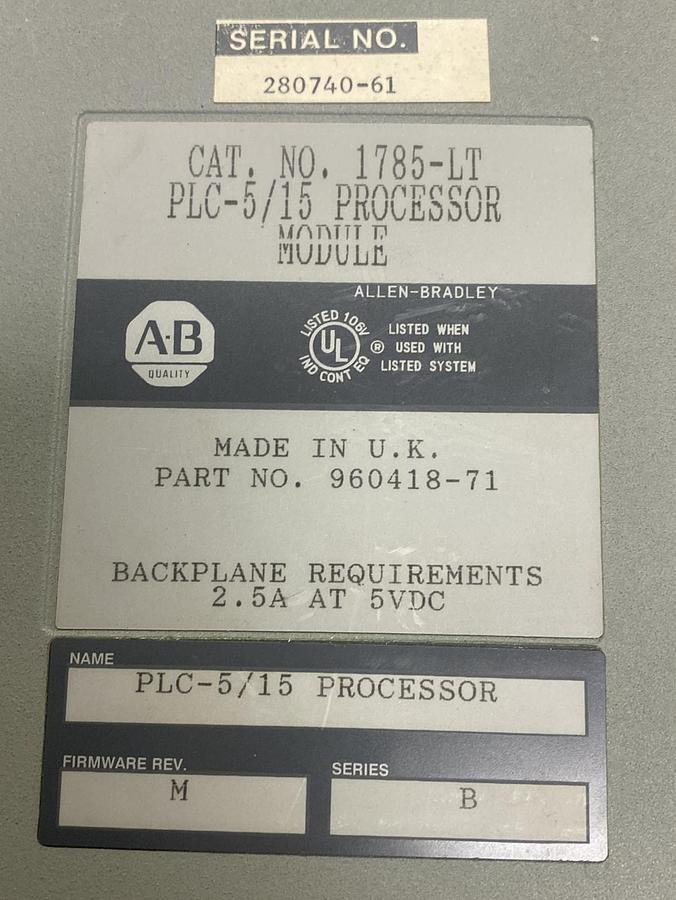 SERIAL NO.
280740-61
CAT. NO. 1785-LT
PLC-5/15 PROCESSOR
MODULE
ALLEN-BRADLEY
A·B
QUALITY
LISTED 106V
UL
IND CONT EQ
®
LISTED WHEN
USED WITH
LISTED SYSTEM
MADE IN U.K.
PART NO. 960418-71
BACKPLANE REQUIREMENTS
2.5A AT 5VDC
NAME
PLC-5/15 PROCESSOR
FIRMWARE REV.
M
SERIES
B